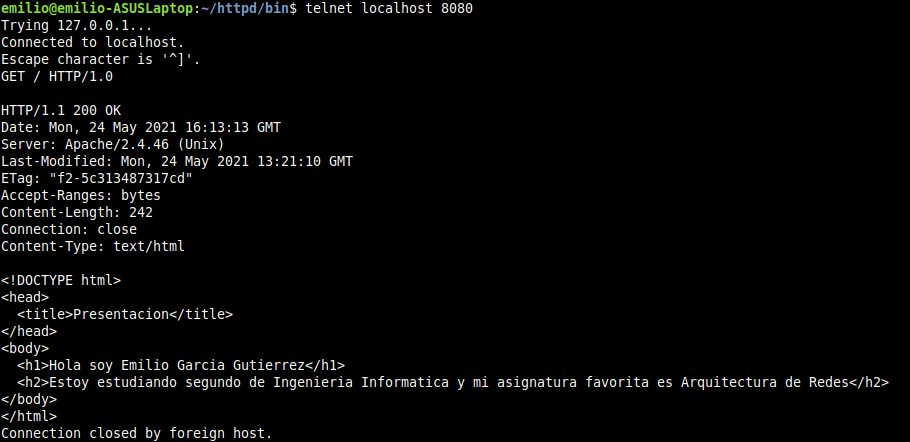 emilio@emilio-ASUSLaptop:~/httpd/bin$ telnet localhost 8080
Trying 127.0.0.1...
Connected to localhost.
Escape character is '^]'.
GET / HTTP/1.0

HTTP/1.1 200 OK
Date: Mon, 24 May 2021 16:13:13 GMT
Server: Apache/2.4.46 (Unix)
Last-Modified: Mon, 24 May 2021 13:21:10 GMT
ETag: "f2-5c313487317cd"
Accept-Ranges: bytes
Content-Length: 242
Connection: close
Content-Type: text/html

<!DOCTYPE html>
<head>
  <title>Presentacion</title>
</head>
<body>
  <h1>Hola soy Emilio Garcia Gutierrez</h1>
  <h2>Estoy estudiando segundo de Ingenieria Informatica y mi asignatura favorita es Arquitectura de Redes</h2>
</body>
</html>
Connection closed by foreign host.